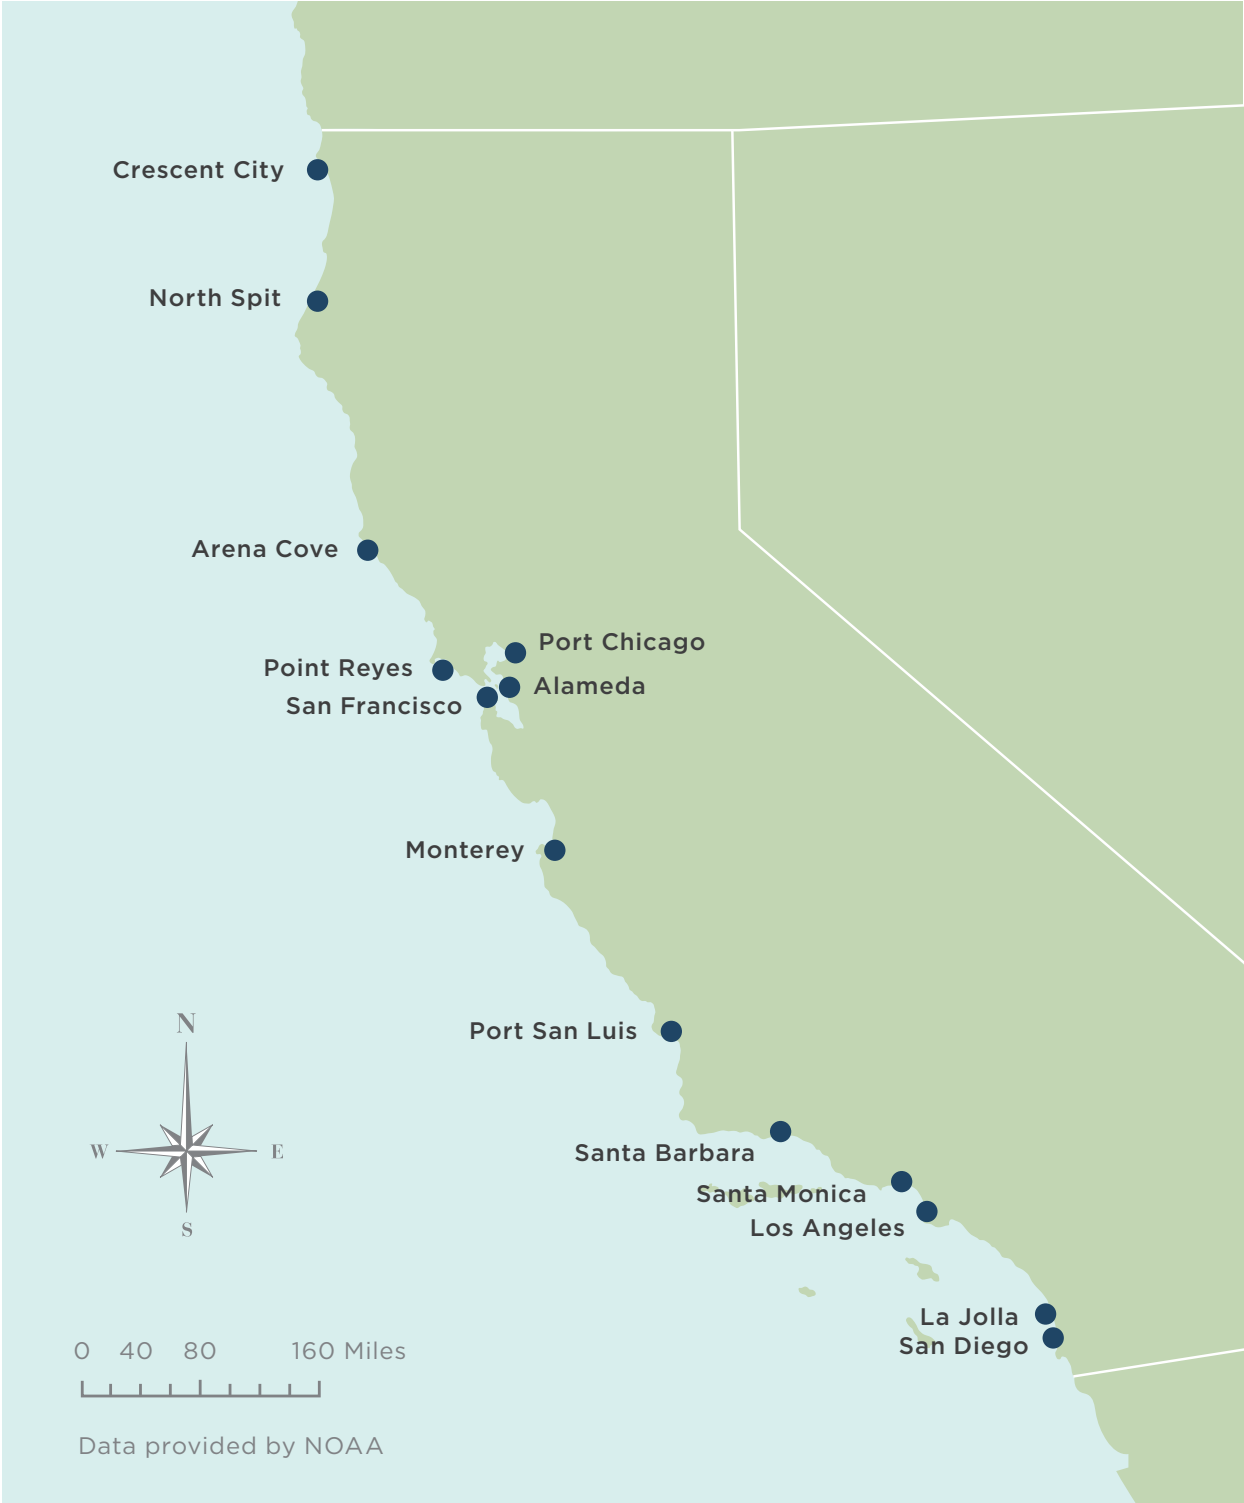 Crescent City
North Spit
Arena Cove
Port Chicago
Point Reyes
Alameda
San Francisco
Monterey
Port San Luis
N
W E
S
Santa Barbara
Santa Monica
Los Angeles
La Jolla
San Diego
0 40 80 160 Miles
Data provided by NOAA